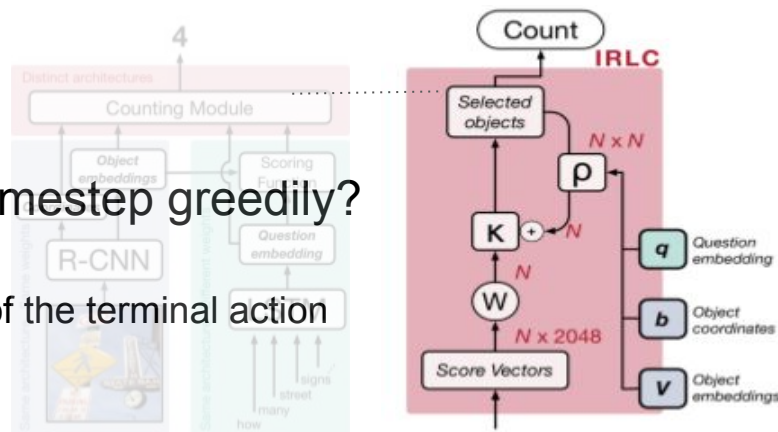 4
Distinct architectures
Counting Module
Object
embeddings
Scoring
mestep greedily?
Question
embedding
R-CNN
of the terminal action
signs
street
many
how
Count
IRLC
Selected
objects
N x N
ρ
K
+
N
N
W
N x 2048
Score Vectors
q
Question
embedding
b
Object
coordinates
V
Object
embeddings